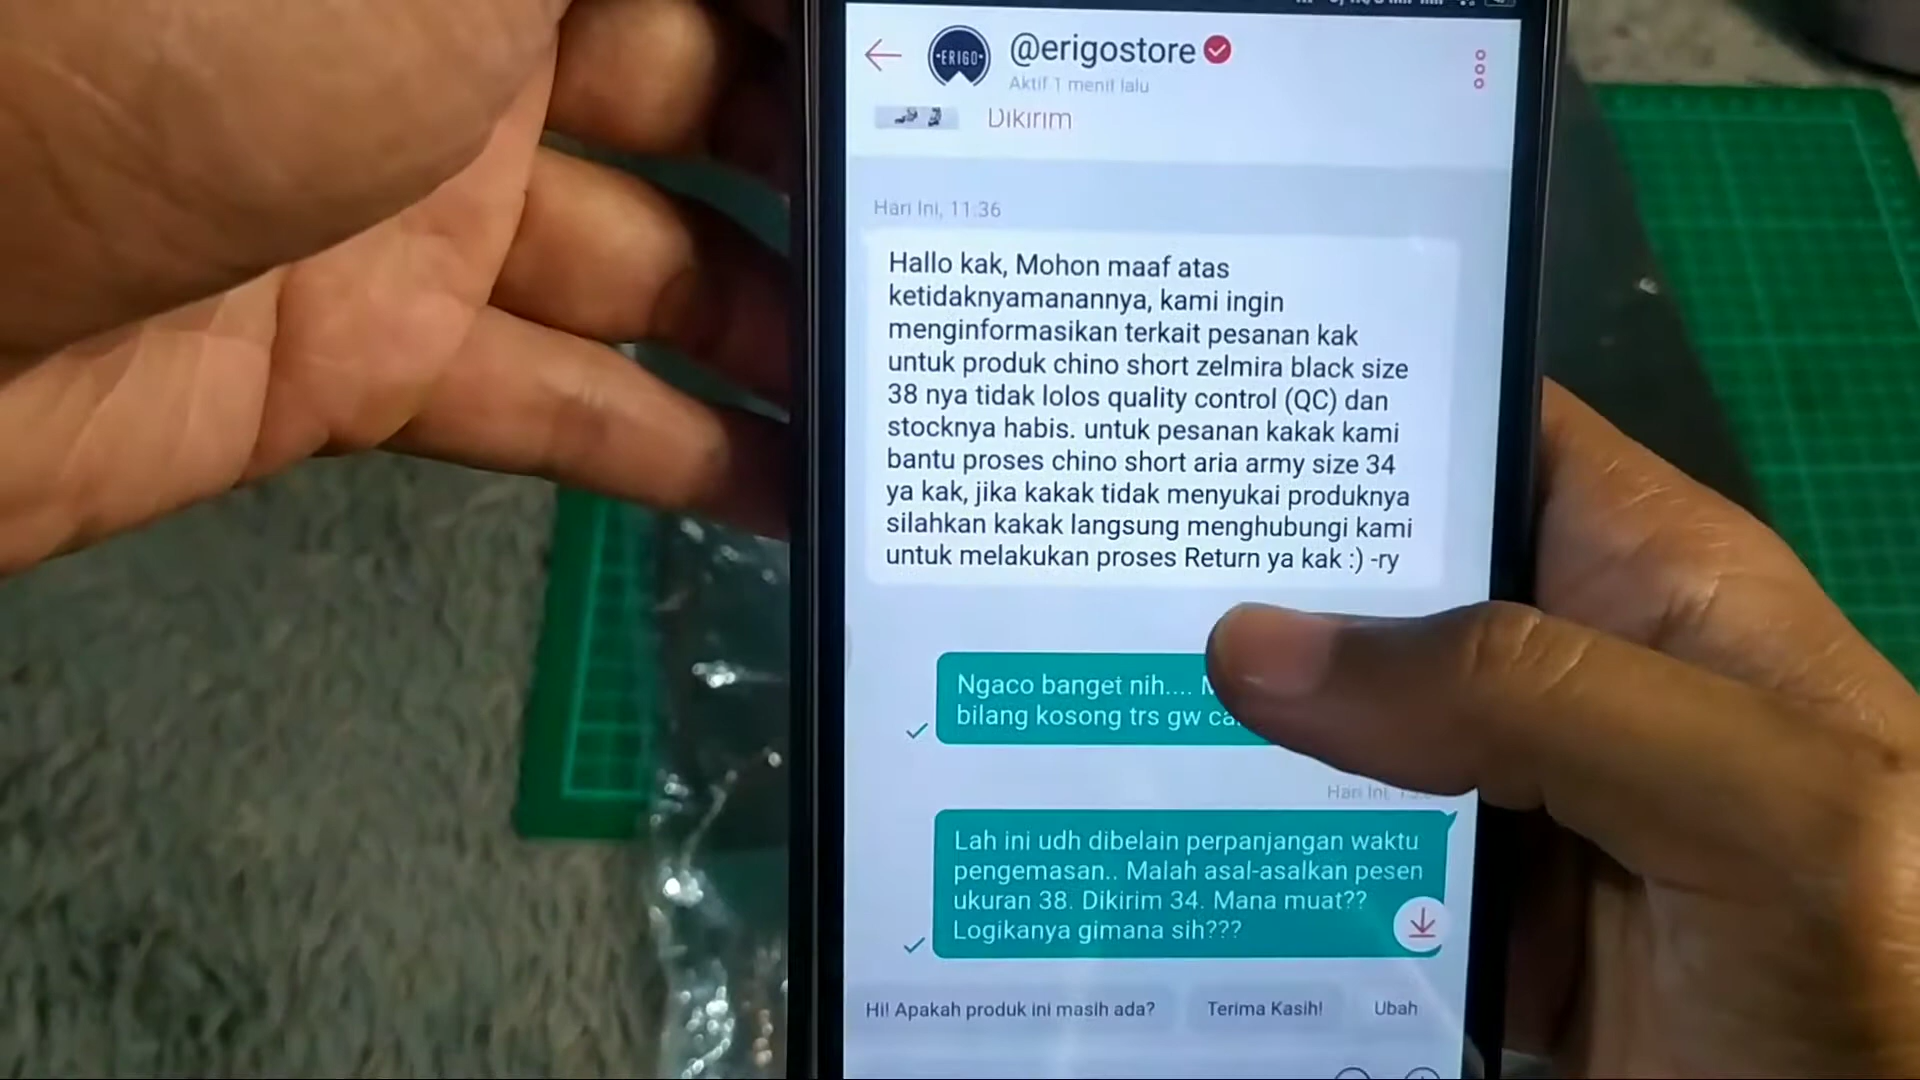 ERIGO
@erigostore
Aktif 1 menit lalu
Dikirim
Hari Ini, 11:36
Hallo kak, Mohon maaf atas
ketidaknyamanannya, kami ingin
menginformasikan terkait pesanan kak
untuk produk chino short zelmira black size
38 nya tidak lolos quality control (QC) dan
stocknya habis. untuk pesanan kakak kami
bantu proses chino short aria army size 34
ya kak, jika kakak tidak menyukai produknya
silahkan kakak langsung menghubungi kami
untuk melakukan proses Return ya kak :) -ry
Ngaco banget nih....
bilang kosong trs gw
Hari Ini,
Lah ini udh dibelain perpanjangan waktu
pengemasan.. Malah asal-asalkan pesen
ukuran 38. Dikirim 34. Mana muat??
Logikanya gimana sih???
Hi! Apakah produk ini masih ada?
Terima Kasih!
Ubah